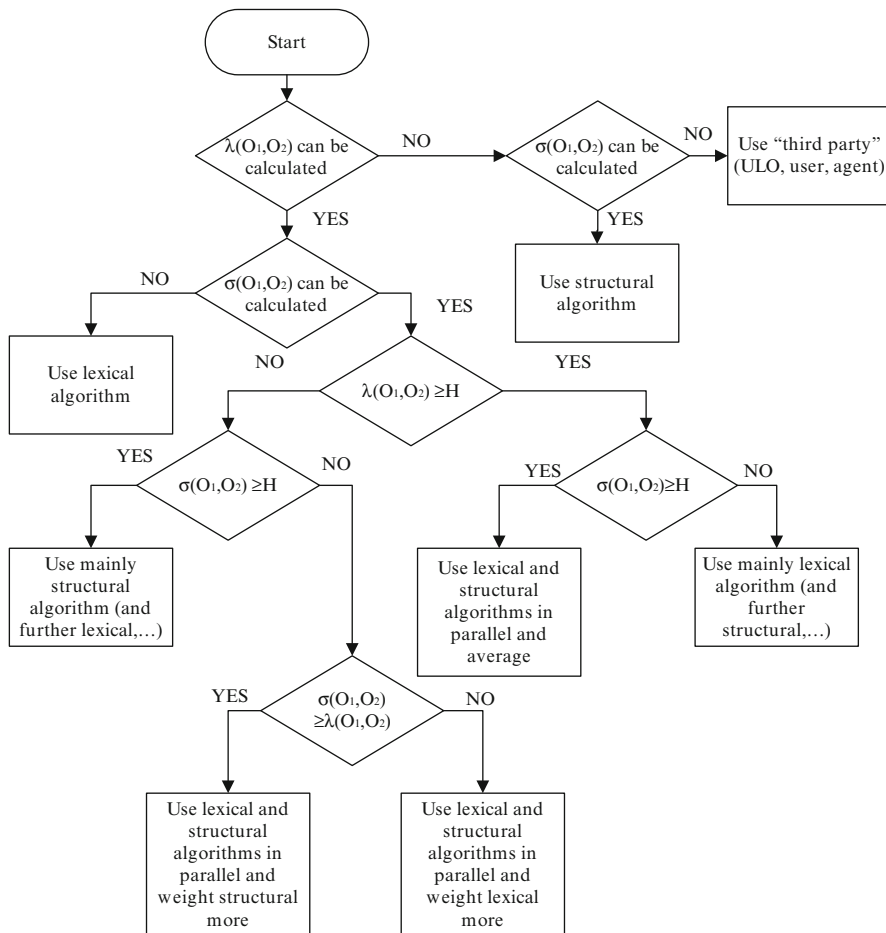 Start
λ(O1,O2) can be
calculated
NO
σ(O1,O2) can be
calculated
NO
Use “third party”
(ULO, user, agent)
YES
YES
σ(O1,O2) can be
calculated
NO
YES
Use structural
algorithm
Use lexical
algorithm
NO
λ(O1,O2) ≥H
YES
YES
σ(O1,O2) ≥H
NO
YES
σ(O1,O2)≥H
NO
Use mainly
structural
algorithm (and
further lexical,…)
Use lexical and
structural
algorithms in
parallel and
average
Use mainly lexical
algorithm (and
further
structural,…)
YES
σ(O1,O2)
≥λ(O1,O2)
NO
Use lexical and
structural
algorithms in
parallel and
weight structural
more
Use lexical and
structural
algorithms in
parallel and
weight lexical
more